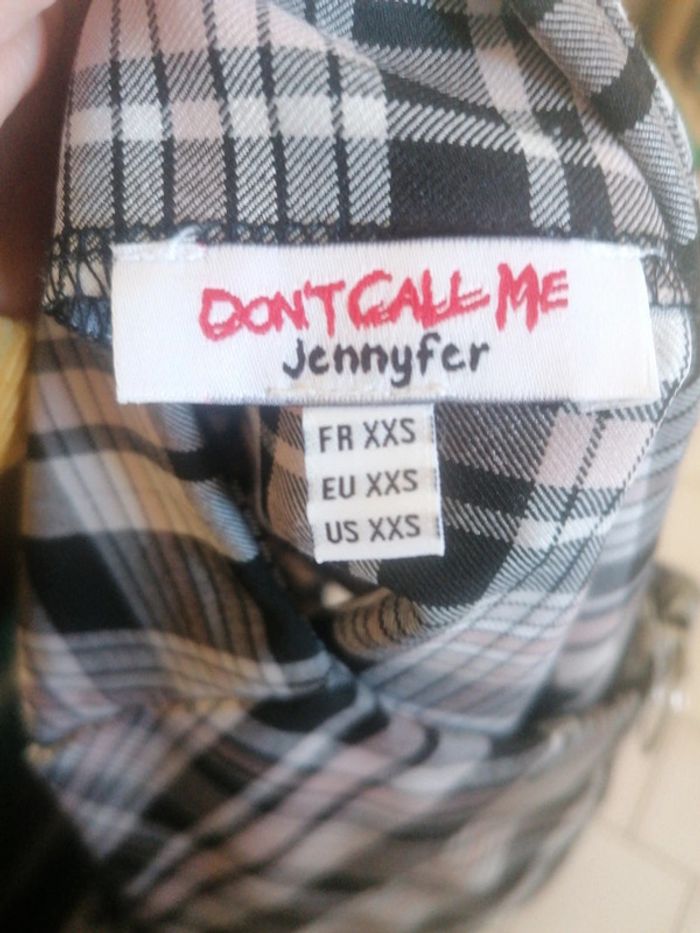 DON'T CALL ME
Jennyfer
FR XXS
EU XXS
US XXS